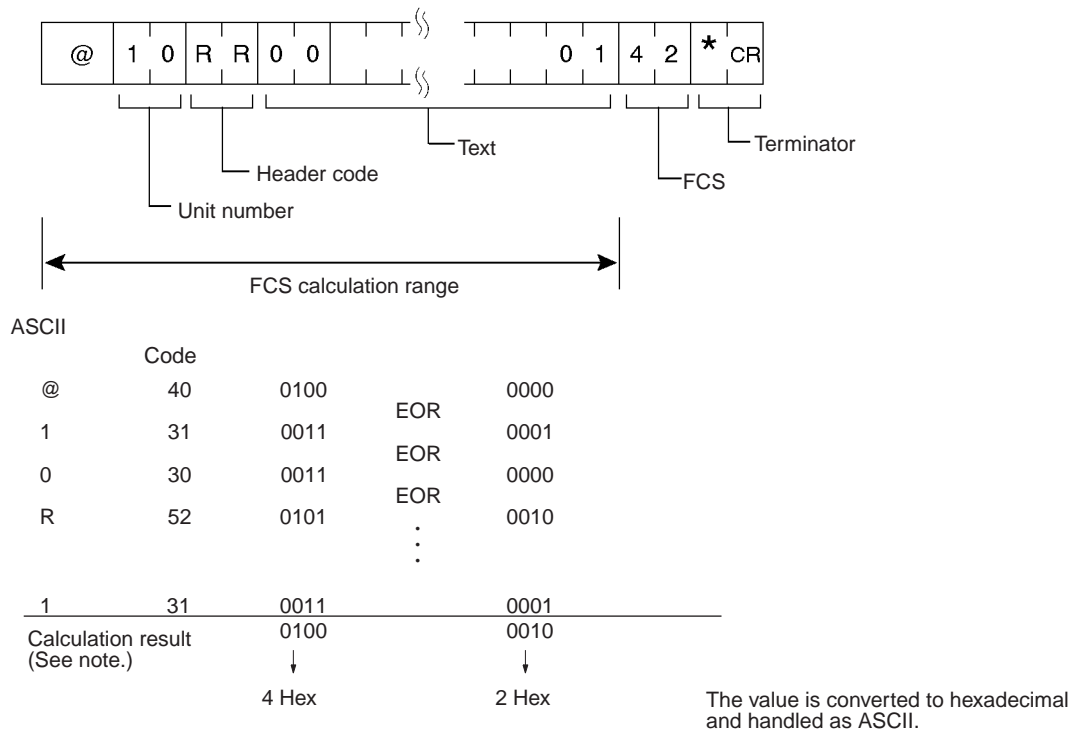 @ 1 0 R R 0 0 0 1 4 2 * CR
Text
Terminator
Header code
FCS
Unit number
FCS calculation range
ASCII
Code
@ 40 0100 0000
EOR
1 31 0011 0001
EOR
0 30 0011 0000
EOR
R 52 0101 0010
1 31 0011 0001
Calculation result 0100 0010
(See note.)
4 Hex 2 Hex
The value is converted to hexadecimal
and handled as ASCII.